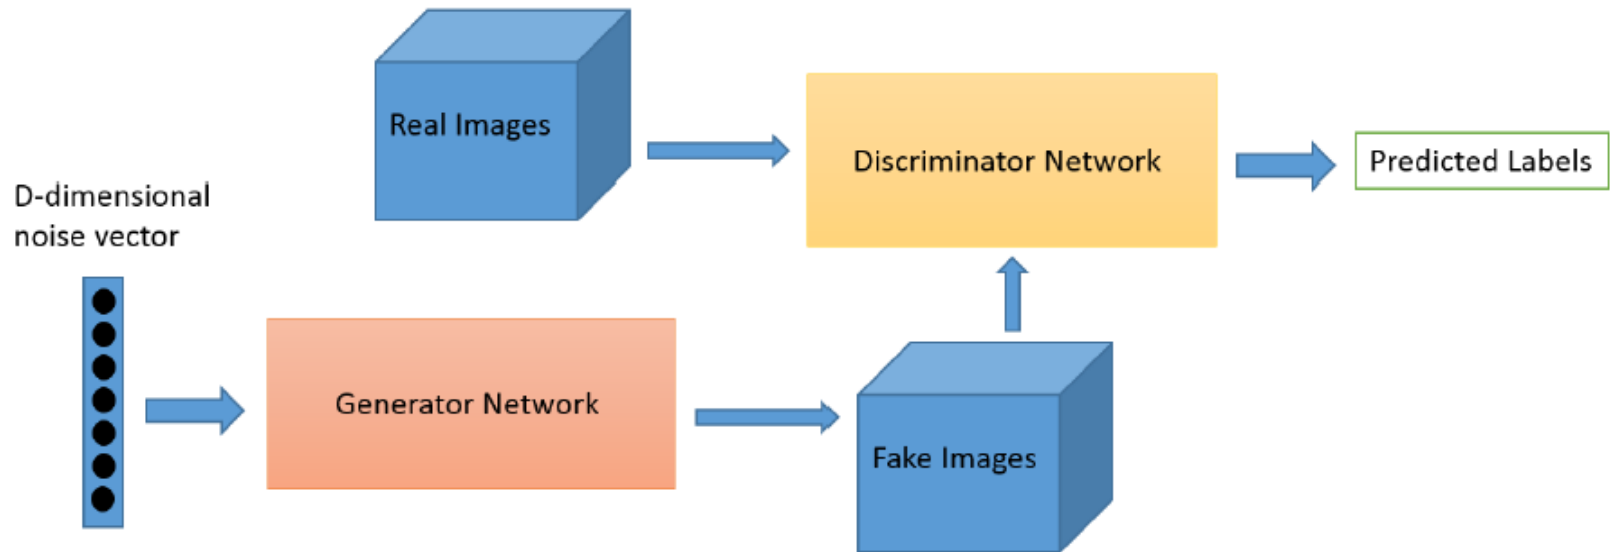 Real Images
Discriminator Network
Predicted Labels
D-dimensional
noise vector
Generator Network
Fake Images